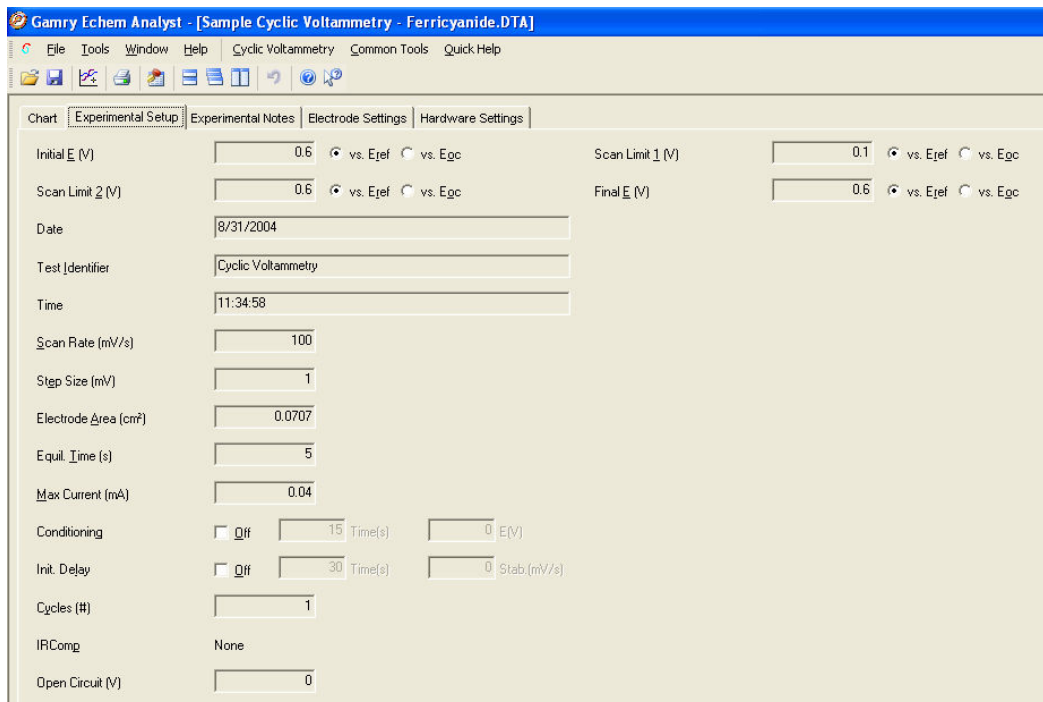 Gamry Echem Analyst - [Sample Cyclic Voltammetry - Ferricyanide.DTA]
File Tools Window Help Cyclic Voltammetry Common Tools Quick Help
Chart Experimental Setup Experimental Notes Electrode Settings Hardware Settings
Initial E (V) 0.6 vs. Eref vs. Eoc Scan Limit 1 (V) 0.1 vs. Eref vs. Eoc
Scan Limit 2 (V) 0.6 vs. Eref vs. Eoc Final E (V) 0.6 vs. Eref vs. Eoc
Date 8/31/2004
Test Identifier Cyclic Voltammetry
Time 11:34:58
Scan Rate (mV/s) 100
Step Size (mV) 1
Electrode Area (cm²) 0.0707
Equil. Time (s) 5
Max Current (mA) 0.04
Conditioning Off 15 Time(s) 0 E(V)
Init. Delay Off 30 Time(s) 0 Stab.(mV/s)
Cycles (#) 1
IRComp None
Open Circuit (V) 0